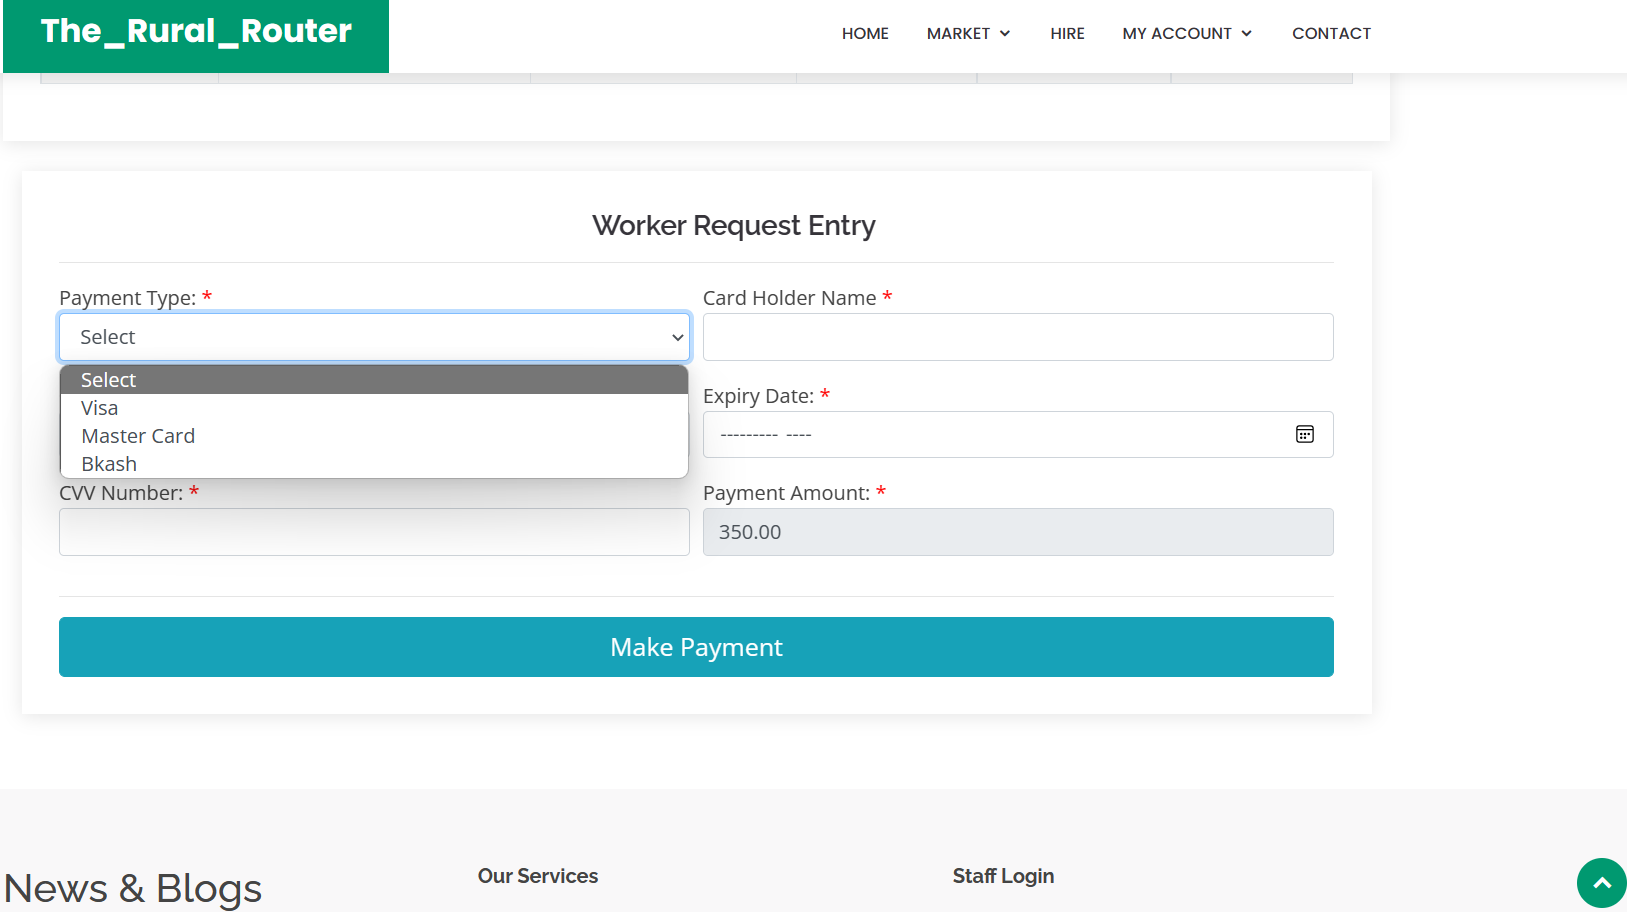 The_Rural_Router
HOME MARKET HIRE MY ACCOUNT CONTACT
Worker Request Entry
Payment Type: *
Card Holder Name *
Select
Select
Visa
Master Card
Bkash
Expiry Date: *
--------- ----
CVV Number: *
Payment Amount: *
350.00
Make Payment
News & Blogs
Our Services
Staff Login